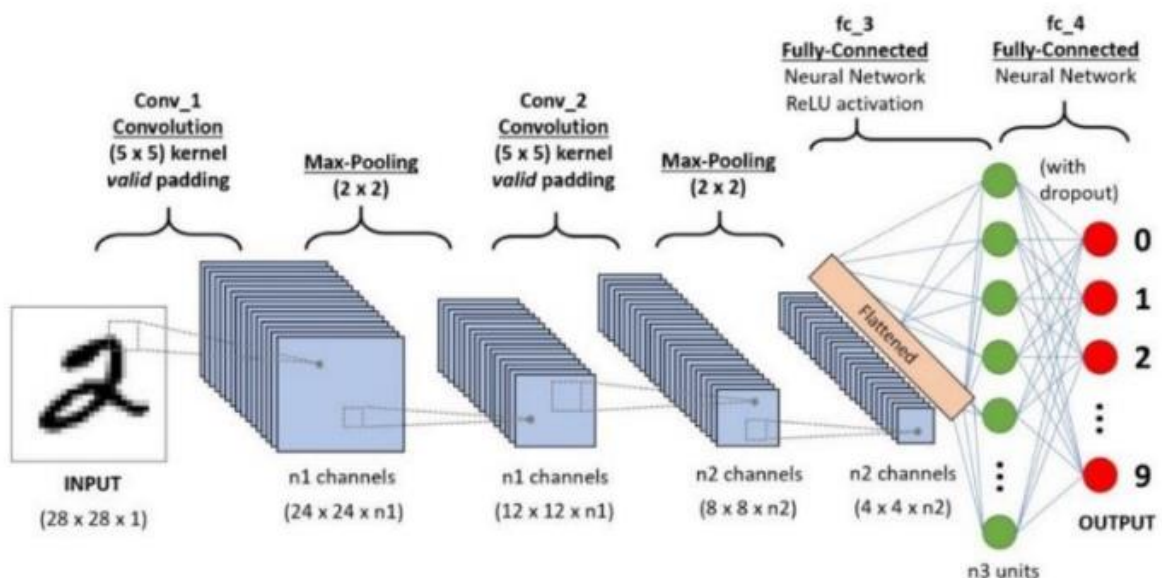 fc_3
Fully-Connected
Neural Network
ReLU activation
fc_4
Fully-Connected
Neural Network
Conv_1
Convolution
(5 x 5) kernel
valid padding
Max-Pooling
(2 x 2)
Conv_2
Convolution
(5 x 5) kernel
valid padding
Max-Pooling
(2 x 2)
(with
dropout)
Flattened
0
1
2
9
INPUT
(28 x 28 x 1)
n1 channels
(24 x 24 x n1)
n1 channels
(12 x 12 x n1)
n2 channels
(8 x 8 x n2)
n2 channels
(4 x 4 x n2)
OUTPUT
n3 units